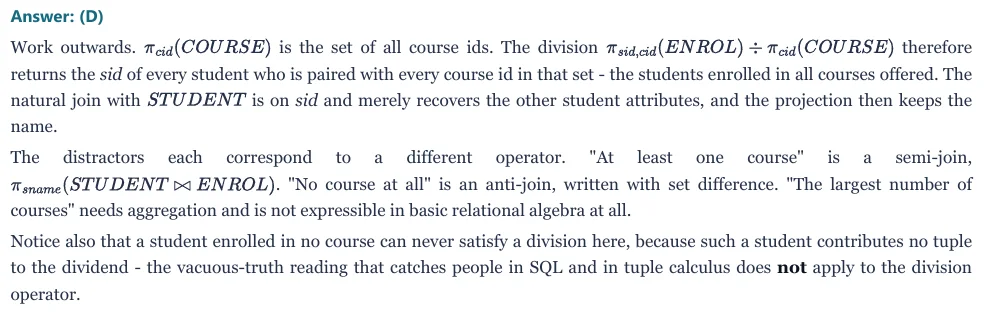 Answer: (D)
Work outwards. π_cid(COURSE) is the set of all course ids. The division π_sid,cid(ENROL) ÷ π_cid(COURSE) therefore
returns the sid of every student who is paired with every course id in that set - the students enrolled in all courses offered. The
natural join with STUDENT is on sid and merely recovers the other student attributes, and the projection then keeps the
name.
The distractors each correspond to a different operator. "At least one course" is a semi-join,
π_sname(STUDENT ⋈ ENROL). "No course at all" is an anti-join, written with set difference. "The largest number of
courses" needs aggregation and is not expressible in basic relational algebra at all.
Notice also that a student enrolled in no course can never satisfy a division here, because such a student contributes no tuple
to the dividend - the vacuous-truth reading that catches people in SQL and in tuple calculus does not apply to the division
operator.